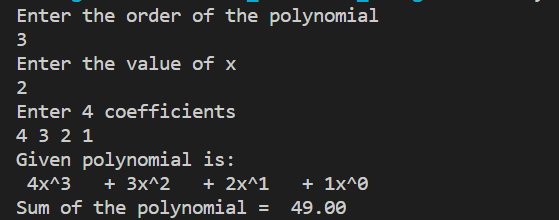 Enter the order of the polynomial
3
Enter the value of x
2
Enter 4 coefficients
4 3 2 1
Given polynomial is:
 4x^3   + 3x^2   + 2x^1   + 1x^0
Sum of the polynomial =  49.00